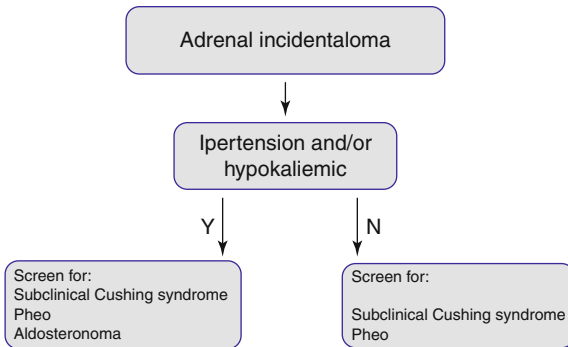 Adrenal incidentaloma
Ipertension and/or
hypokaliemic
Y
N
Screen for:
Subclinical Cushing syndrome
Pheo
Aldosteronoma
Screen for:
Subclinical Cushing syndrome
Pheo